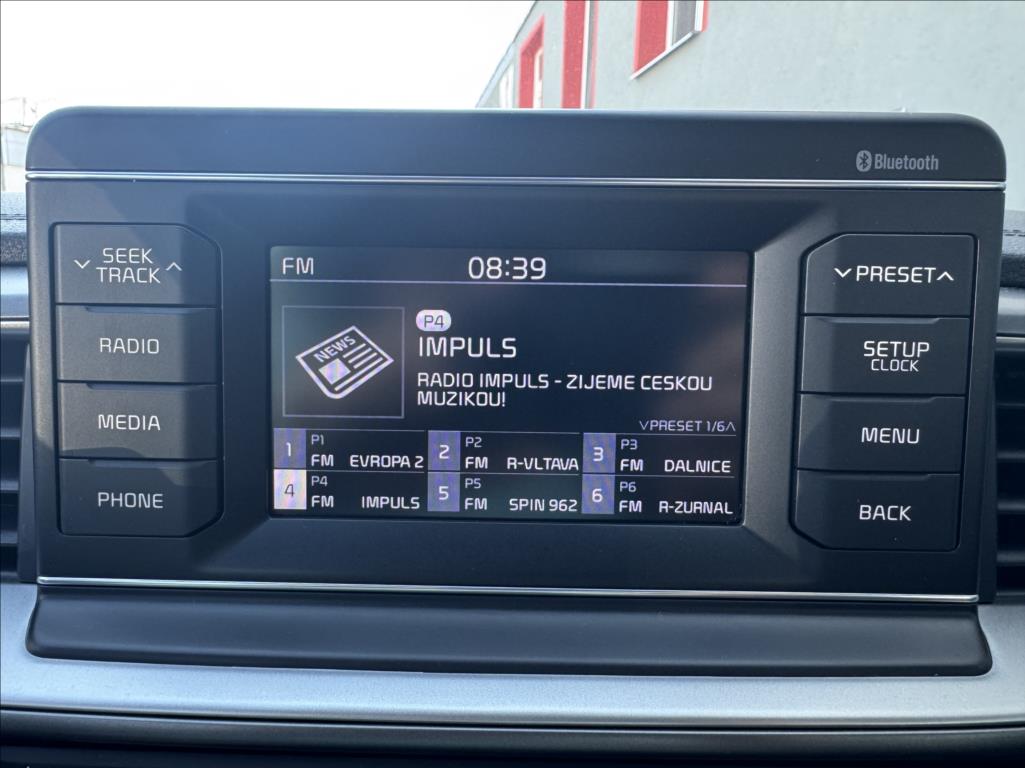 Bluetooth
SEEK
TRACK
RADIO
MEDIA
PHONE
FM 08:39
NEWS
P4
IMPULS
RADIO IMPULS - ZIJEME CESKOU
MUZIKOU!
PRESET 1/6
1 P1 FM EVROPA 2
2 P2 FM R-VLTAVA
3 P3 FM DALNICE
4 P4 FM IMPULS
5 P5 FM SPIN 962
6 P6 FM R-ZURNAL
PRESET
SETUP
CLOCK
MENU
BACK